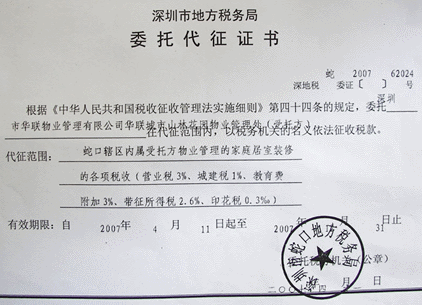 深圳市地方税务局
委托代征证书
蛇 2007 62024
深地税 委证【 】 号
深圳
根据《中华人民共和国税收征收管理法实施细则》第四十四条的规定，委托
市华联物业管理有限公司华联城市山林花园物业管理处(受托方)
在代征范围内，以税务机关的名义依法征收税款。
代征范围： 蛇口辖区内属受托方物业管理的家庭居室装修
的各项税收(营业税3%、城建税1%、教育费
附加3%、带征所得税2.6%、印花税0.3‰)
有效期限：自 2007 年 4 月 11 日起至 2007 年 月 31 日止
深圳市蛇口地方税务局
委托税务机关(公章)
二〇〇七 四 一